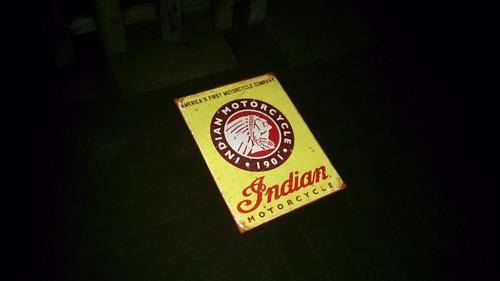 AMERICA'S FIRST MOTORCYCLE COMPANY
INDIAN MOTORCYCLE
• 1901 •
Indian
MOTORCYCLE